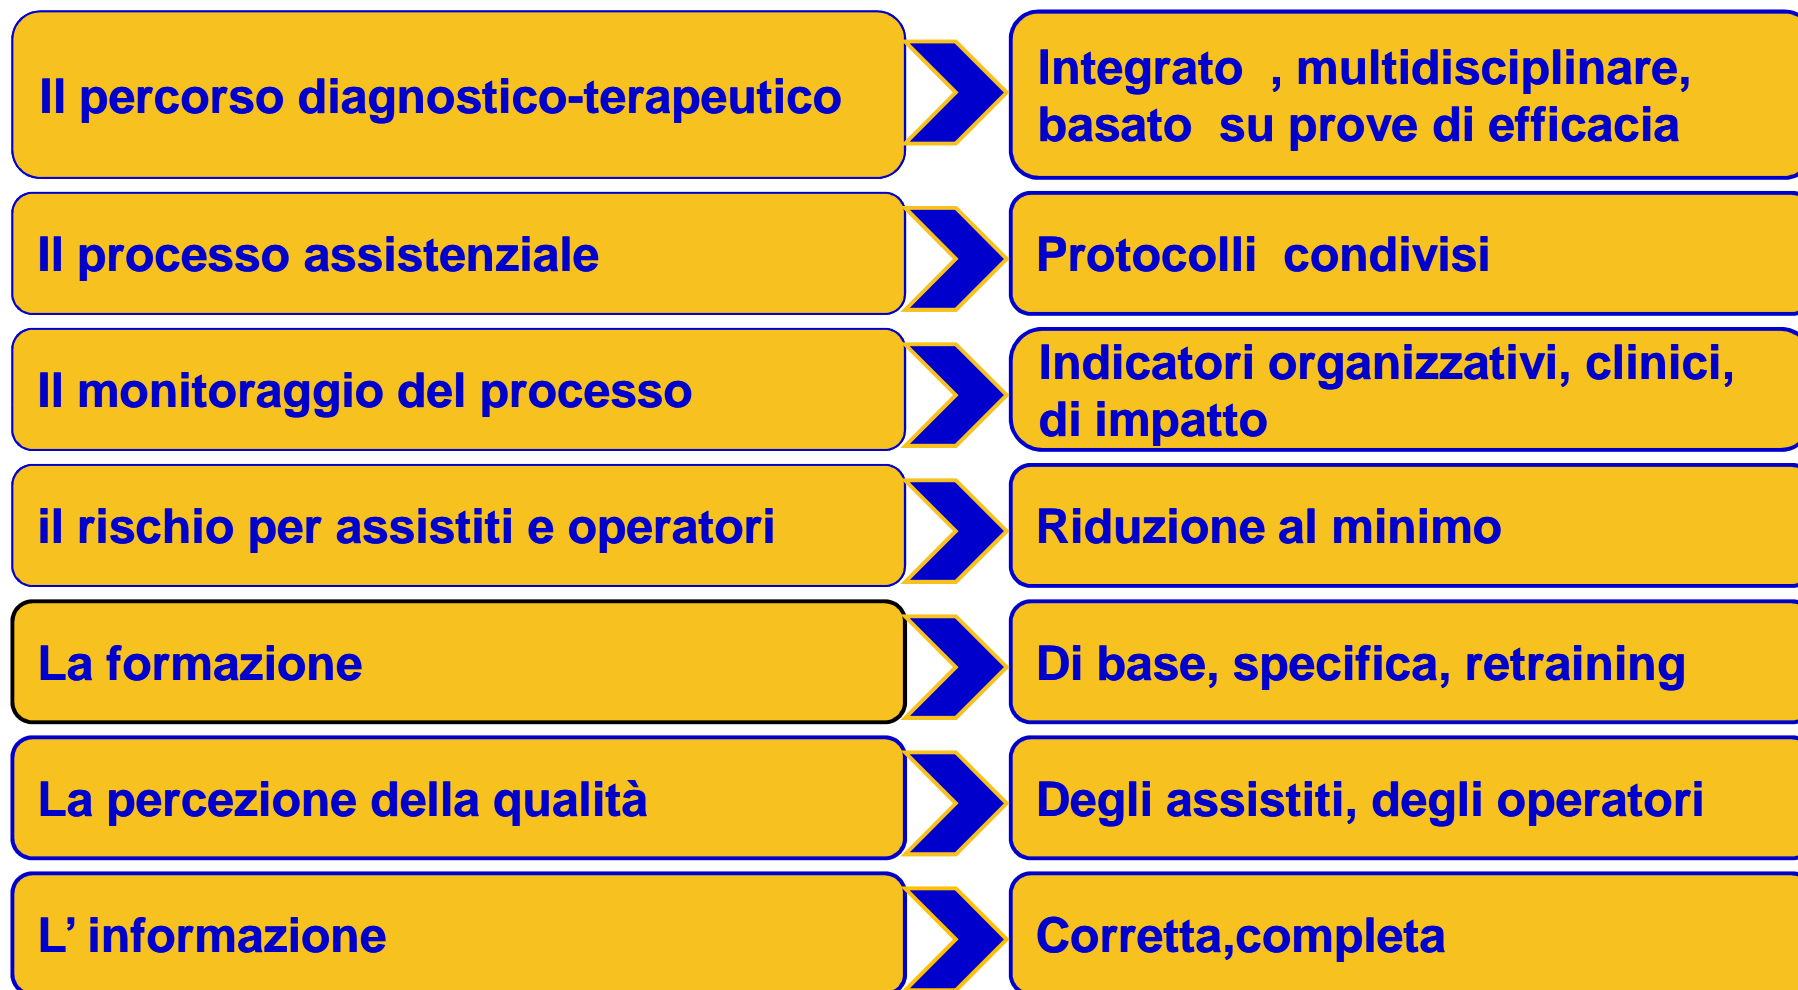 Il percorso diagnostico-terapeutico
Integrato , multidisciplinare,
basato su prove di efficacia
Il processo assistenziale
Protocolli condivisi
Il monitoraggio del processo
Indicatori organizzativi, clinici,
di impatto
il rischio per assistiti e operatori
Riduzione al minimo
La formazione
Di base, specifica, retraining
La percezione della qualità
Degli assistiti, degli operatori
L’ informazione
Corretta,completa